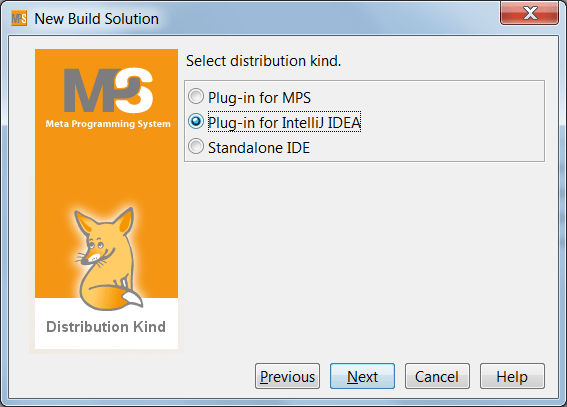 New Build Solution
MPS
Meta Programming System
Distribution Kind
Select distribution kind.
Plug-in for MPS
Plug-in for IntelliJ IDEA
Standalone IDE
Previous
Next
Cancel
Help